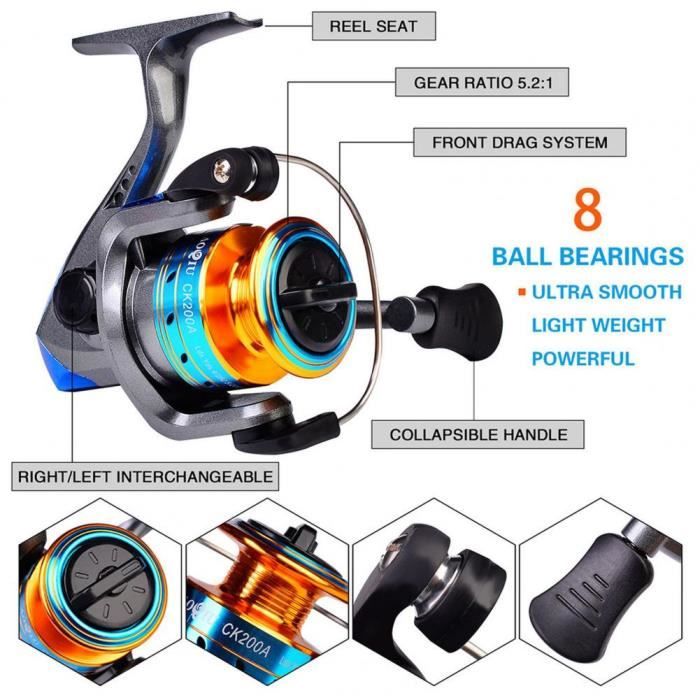 REEL SEAT
GEAR RATIO 5.2:1
FRONT DRAG SYSTEM
8
BALL BEARINGS
ULTRA SMOOTH
LIGHT WEIGHT
POWERFUL
CK200A
COLLAPSIBLE HANDLE
RIGHT/LEFT INTERCHANGEABLE
CK200A